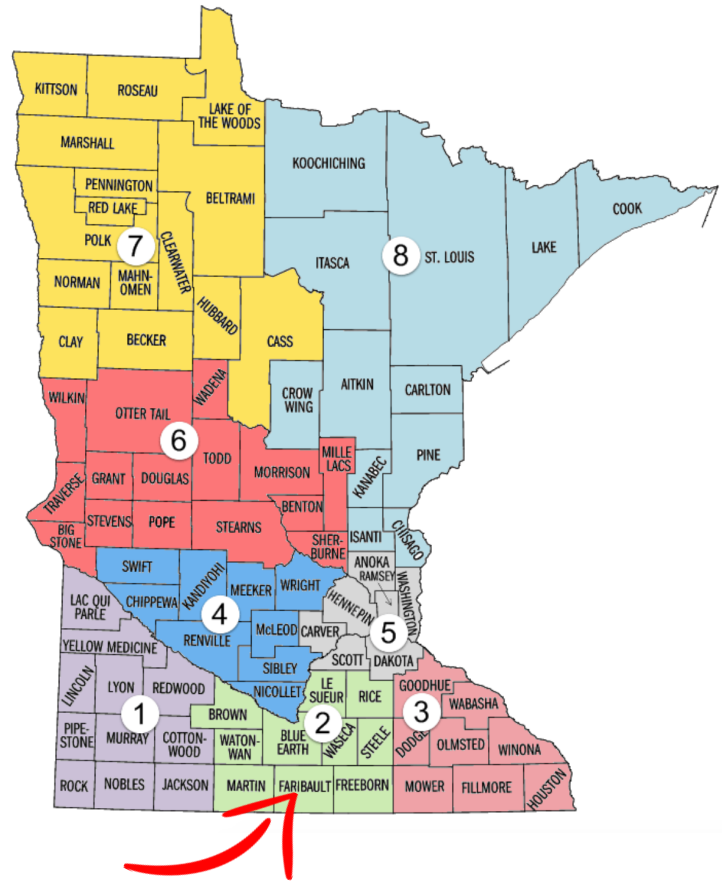 KITTSON
ROSEAU
LAKE OF
THE WOODS
MARSHALL
KOOCHICHING
PENNINGTON
RED LAKE
BELTRAMI
COOK
POLK
7
CLEARWATER
8
ST. LOUIS
LAKE
ITASCA
NORMAN
MAHN-
OMEN
HUBBARD
CLAY
BECKER
CASS
WILKIN
WADENA
AITKIN
CARLTON
CROW
WING
OTTER TAIL
6
TODD
MORRISON
MILLE
LACS
KANABEC
PINE
TRAVERSE
GRANT
DOUGLAS
BENTON
STEVENS
POPE
STEARNS
BIG
STONE
SHER-
BURNE
ISANTI
CHISAGO
SWIFT
KANDIYOHI
MEEKER
WRIGHT
ANOKA
RAMSEY
WASHINGTON
LAC QUI
PARLE
CHIPPEWA
4
HENNEPIN
YELLOW MEDICINE
RENVILLE
McLEOD
CARVER
5
SCOTT
DAKOTA
SIBLEY
LINCOLN
LYON
REDWOOD
NICOLLET
LE
SUEUR
RICE
GOODHUE
WABASHA
1
BROWN
2
3
PIPE-
STONE
MURRAY
COTTON-
WOOD
WATON-
WAN
BLUE
EARTH
WASECA
STEELE
DODGE
OLMSTED
WINONA
ROCK
NOBLES
JACKSON
MARTIN
FARIBAULT
FREEBORN
MOWER
FILLMORE
HOUSTON